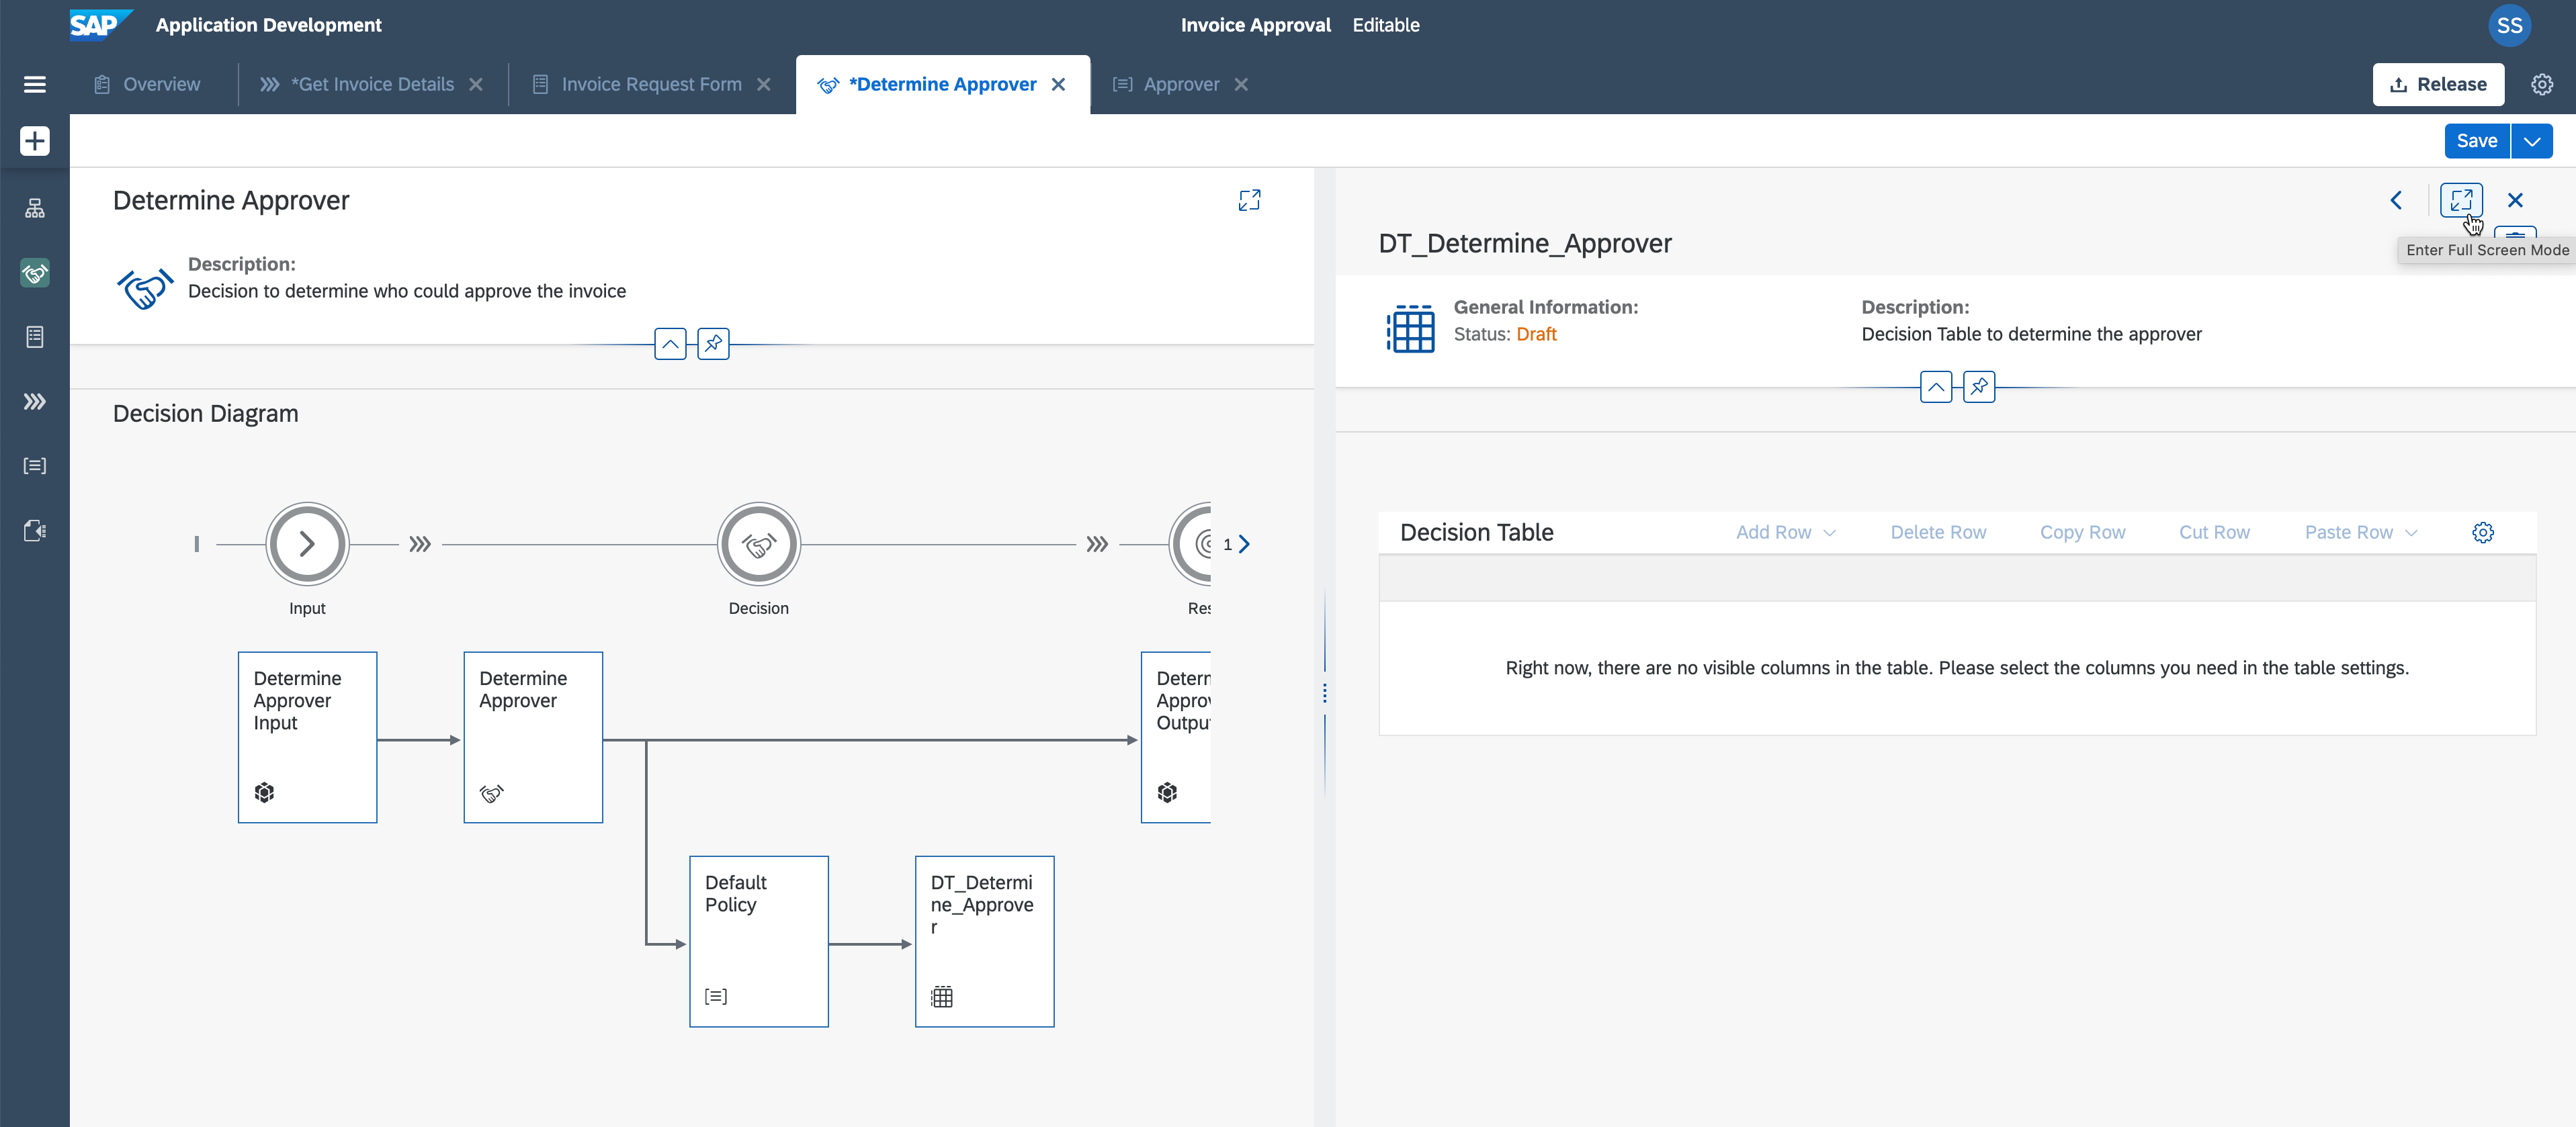 SAP
Application Development
Invoice Approval Editable
SS
Overview
*Get Invoice Details
Invoice Request Form
*Determine Approver
Approver
Release
Save
Determine Approver
Description:
Decision to determine who could approve the invoice
Decision Diagram
Input
Decision
Res
1
Determine
Approver
Input
Determine
Approver
Determ
Approv
Output
Default
Policy
DT_Determi
ne_Approve
r
DT_Determine_Approver
Enter Full Screen Mode
General Information:
Status: Draft
Description:
Decision Table to determine the approver
Decision Table
Add Row
Delete Row
Copy Row
Cut Row
Paste Row
Right now, there are no visible columns in the table. Please select the columns you need in the table settings.